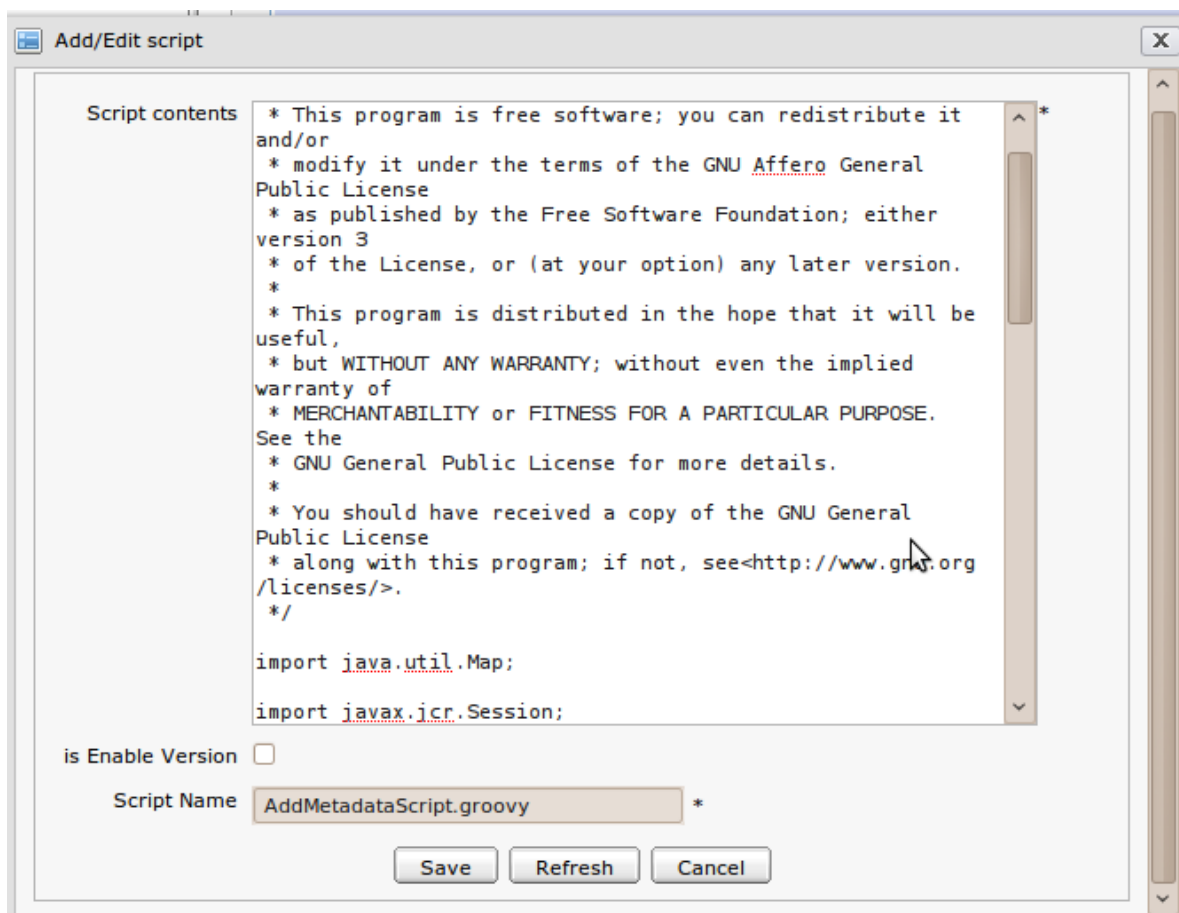 Add/Edit script
X
Script contents
* This program is free software; you can redistribute it
and/or
* modify it under the terms of the GNU Affero General
Public License
* as published by the Free Software Foundation; either
version 3
* of the License, or (at your option) any later version.
*
* This program is distributed in the hope that it will be
useful,
* but WITHOUT ANY WARRANTY; without even the implied
warranty of
* MERCHANTABILITY or FITNESS FOR A PARTICULAR PURPOSE.
See the
* GNU General Public License for more details.
*
* You should have received a copy of the GNU General
Public License
* along with this program; if not, see<http://www.gnu.org
/licenses/>.
*/
import java.util.Map;
import javax.jcr.Session;
*
is Enable Version
Script Name
AddMetadataScript.groovy
*
Save
Refresh
Cancel